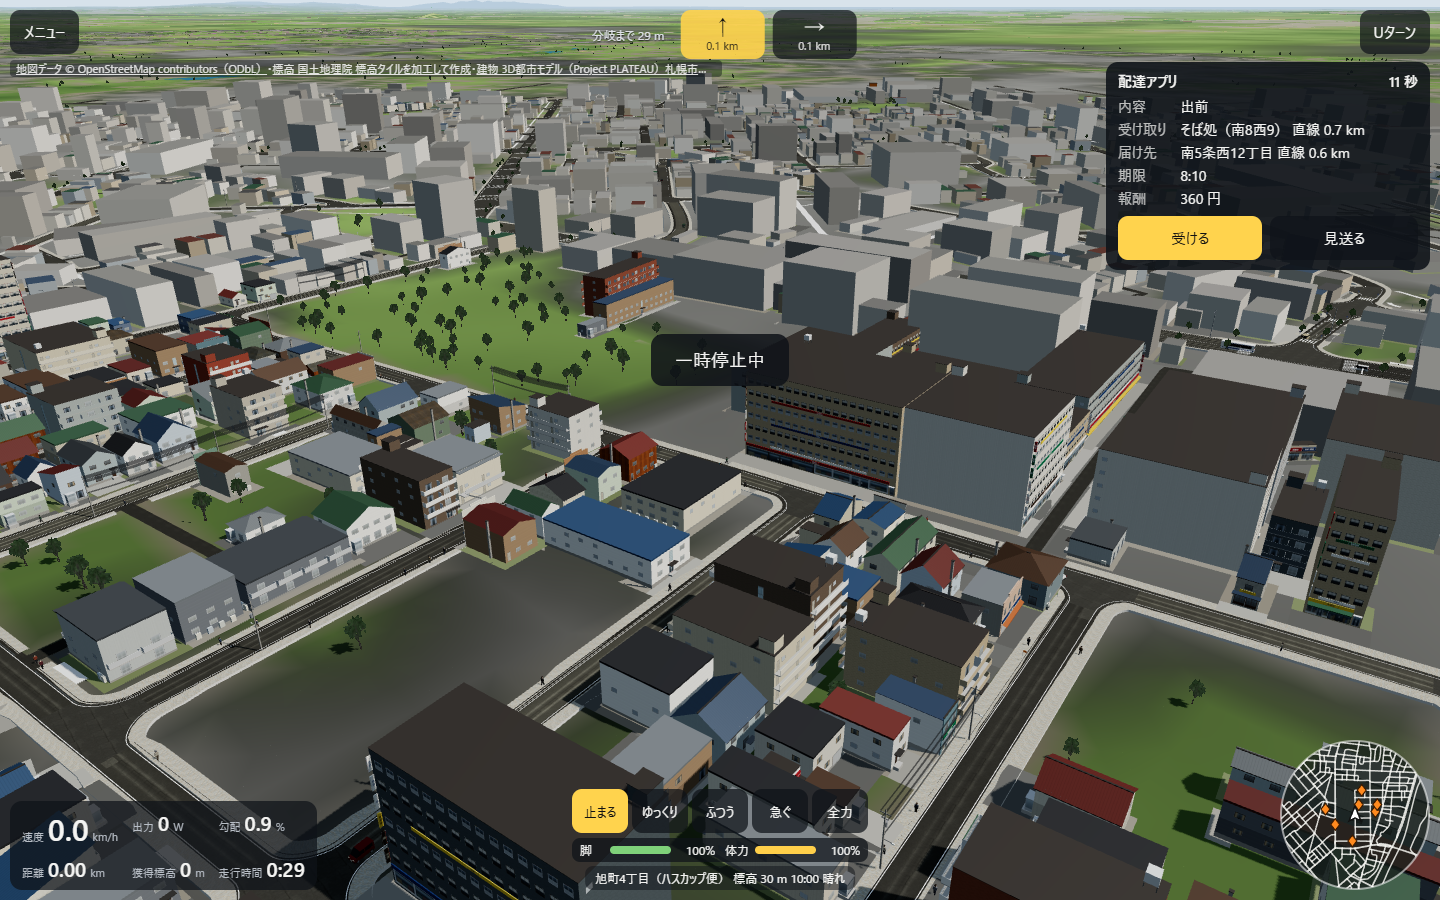 メニュー
分岐まで 29 m
↑
0.1 km
→
0.1 km
Uターン
地図データ © OpenStreetMap contributors（ODbL）・標高 国土地理院 標高タイルを加工して作成・建物 3D都市モデル（Project PLATEAU）札幌市...
配達アプリ
11 秒
内容 出前
受け取り そば処（南8西9） 直線 0.7 km
届け先 南5条西12丁目 直線 0.6 km
期限 8:10
報酬 360 円
受ける
見送る
一時停止中
速度 0.0 km/h
出力 0 W
勾配 0.9 %
距離 0.00 km
獲得標高 0 m
走行時間 0:29
止まる
ゆっくり
ふつう
急ぐ
全力
脚 100%
体力 100%
旭町4丁目（ハスカップ便） 標高 30 m 10:00 晴れ